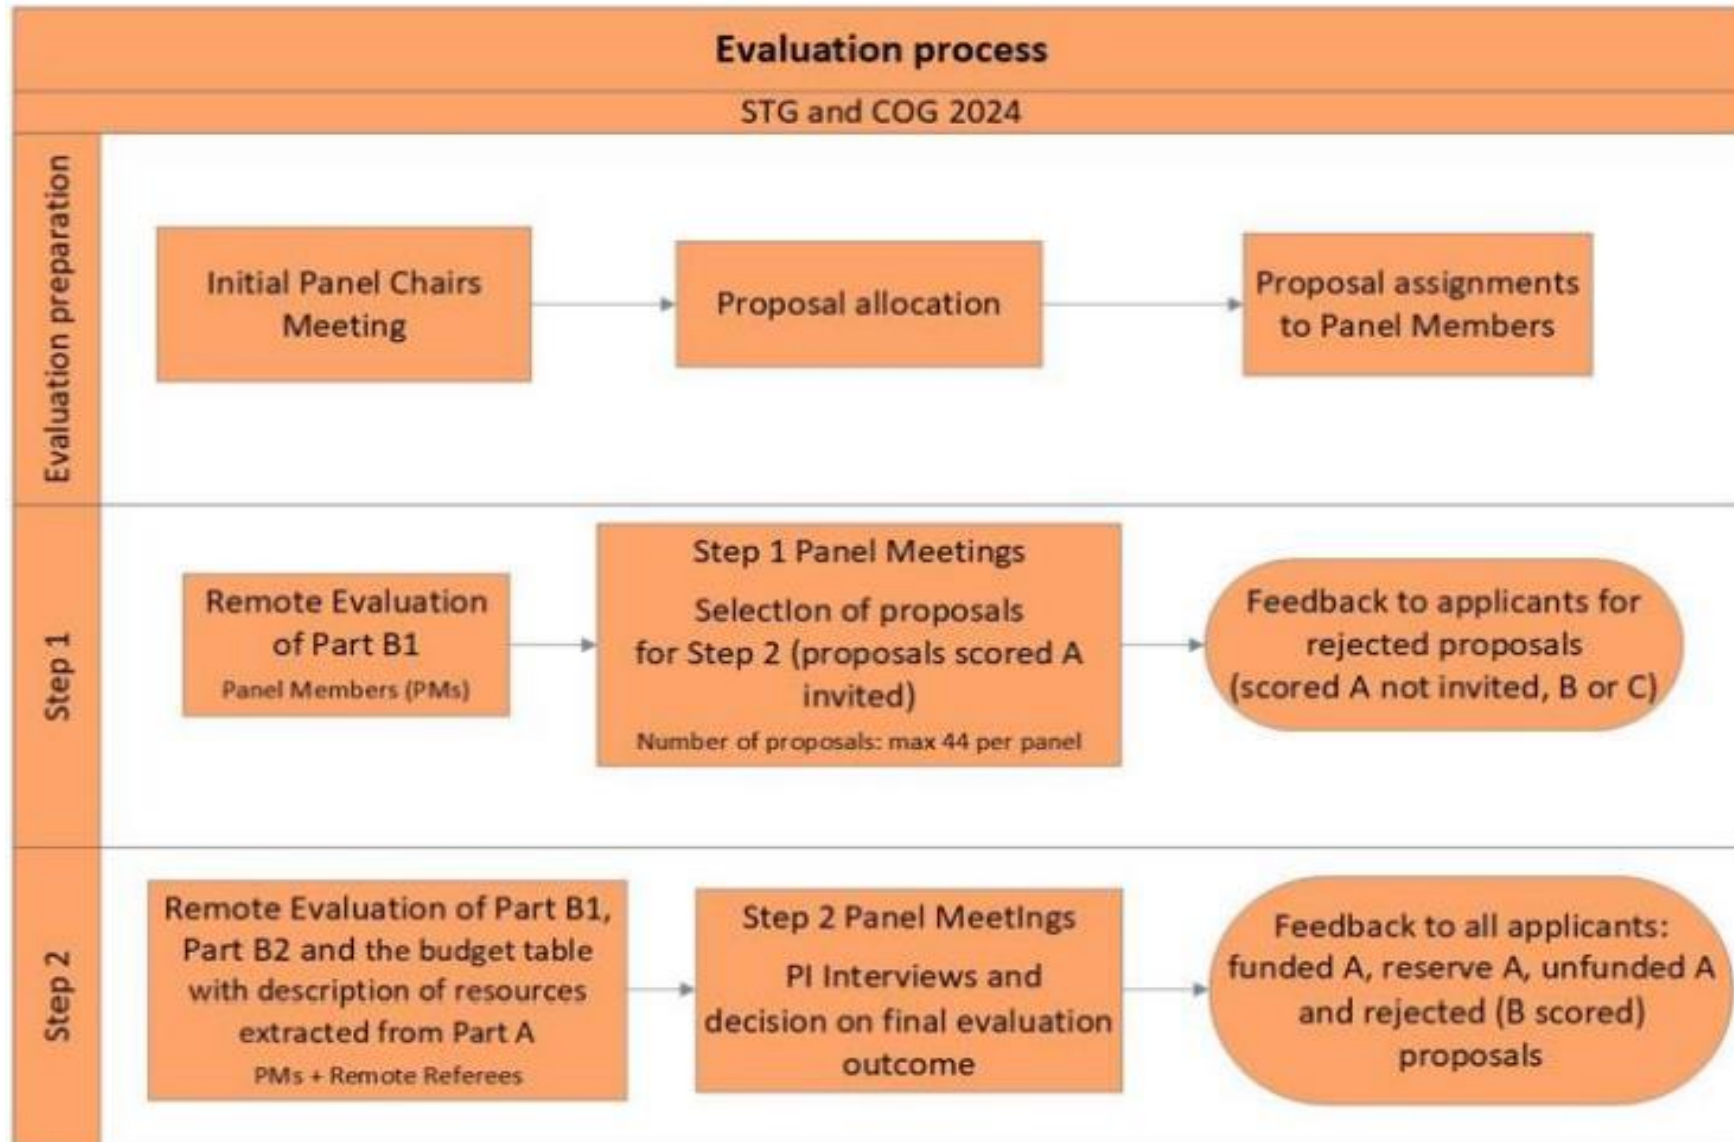 Evaluation process
STG and COG 2024
Evaluation preparation
Initial Panel Chairs
Meeting
Proposal allocation
Proposal assignments
to Panel Members
Step 1
Remote Evaluation
of Part B1
Panel Members (PMs)
Step 1 Panel Meetings
Selection of proposals
for Step 2 (proposals scored A
invited)
Number of proposals: max 44 per panel
Feedback to applicants for
rejected proposals
(scored A not invited, B or C)
Step 2
Remote Evaluation of Part B1,
Part B2 and the budget table
with description of resources
extracted from Part A
PMs + Remote Referees
Step 2 Panel Meetings
PI Interviews and
decision on final evaluation
outcome
Feedback to all applicants:
funded A, reserve A, unfunded A
and rejected (B scored)
proposals